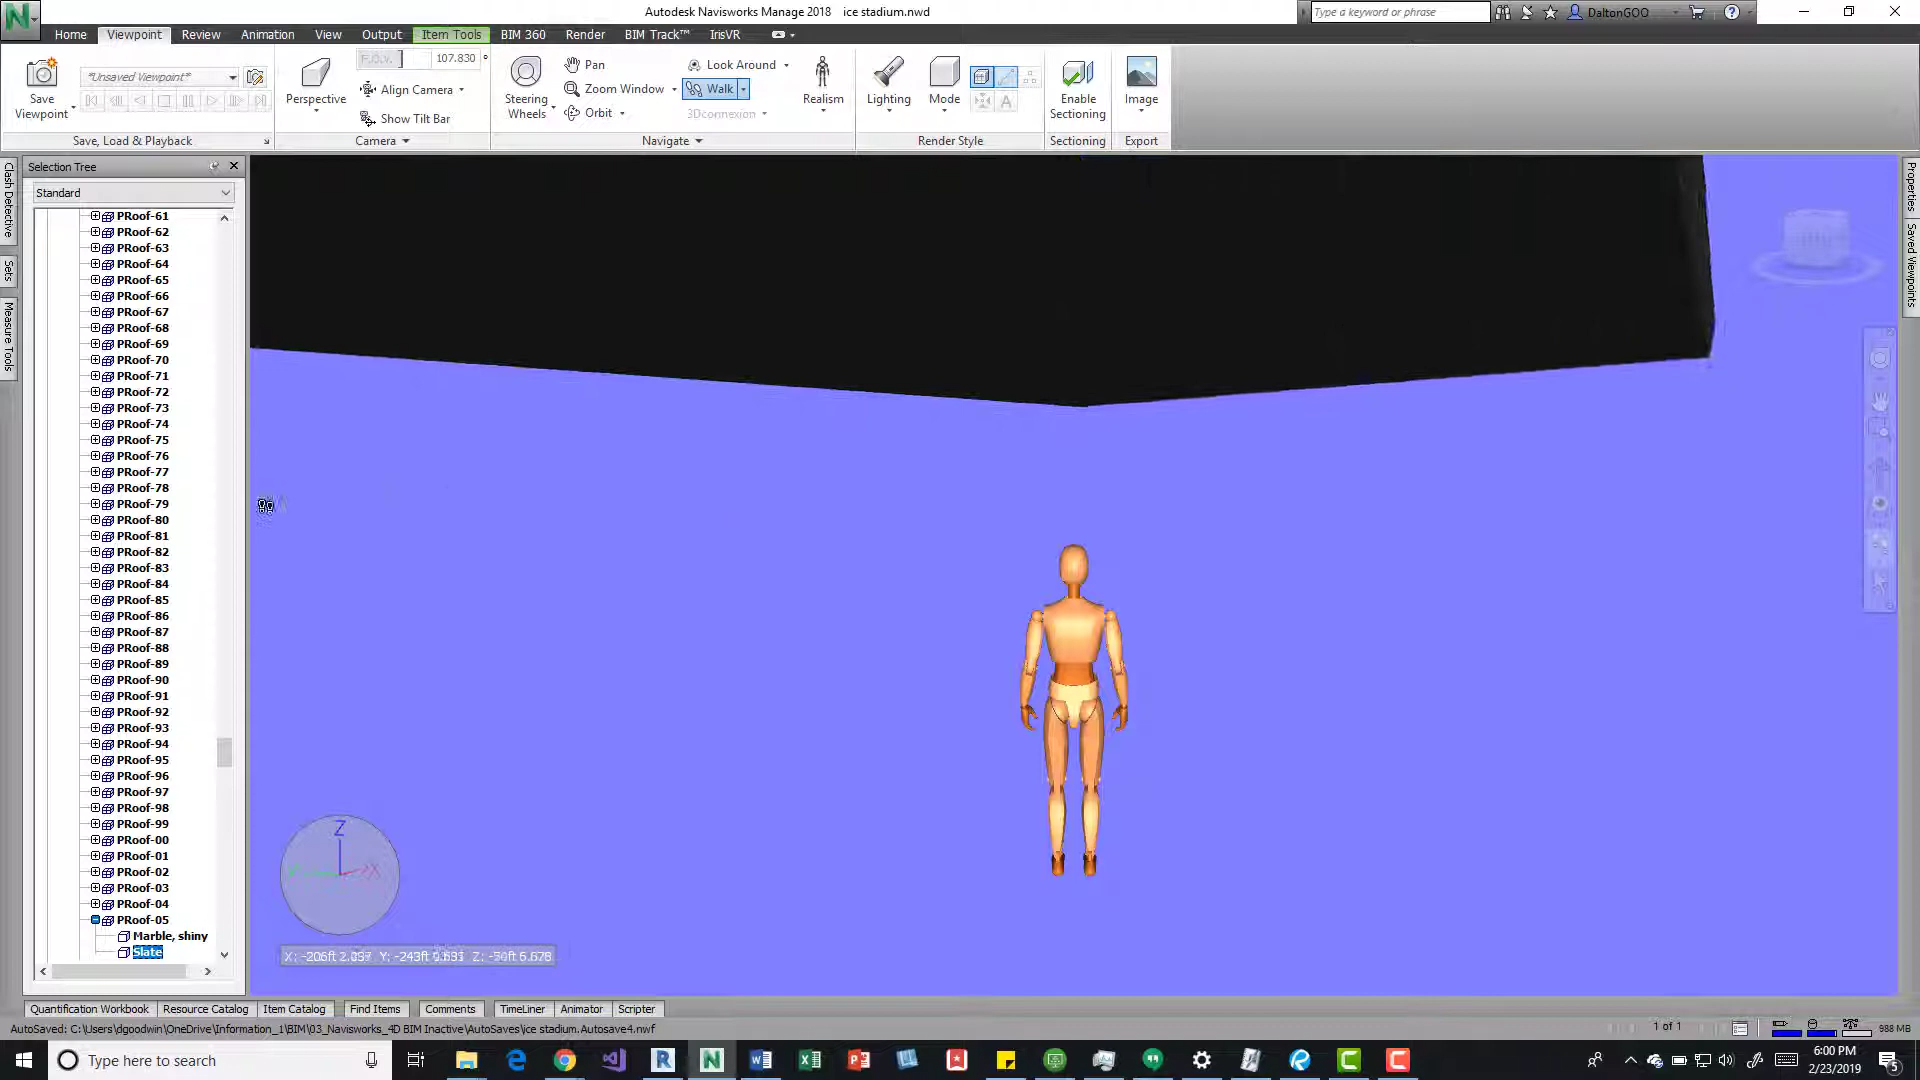 Autodesk Navisworks Manage 2018 ice stadium.nwd
Type a keyword or phrase
DaltonGOO
Home Viewpoint Review Animation View Output Item Tools BIM 360 Render BIM Track™ IrisVR
Save Viewpoint
*Unsaved Viewpoint*
Perspective
F.O.V. 107.830 °
Align Camera
Show Tilt Bar
Steering Wheels
Pan
Zoom Window
Orbit
Look Around
Walk
3Dconnexion
Realism
Lighting
Mode
A
Enable Sectioning
Image
Save, Load & Playback
Camera
Navigate
Render Style
Sectioning
Export
Clash Detective
Sets
Measure Tools
Properties
Saved Viewpoints
Selection Tree
Standard
PRoof-61
PRoof-62
PRoof-63
PRoof-64
PRoof-65
PRoof-66
PRoof-67
PRoof-68
PRoof-69
PRoof-70
PRoof-71
PRoof-72
PRoof-73
PRoof-74
PRoof-75
PRoof-76
PRoof-77
PRoof-78
PRoof-79
PRoof-80
PRoof-81
PRoof-82
PRoof-83
PRoof-84
PRoof-85
PRoof-86
PRoof-87
PRoof-88
PRoof-89
PRoof-90
PRoof-91
PRoof-92
PRoof-93
PRoof-94
PRoof-95
PRoof-96
PRoof-97
PRoof-98
PRoof-99
PRoof-00
PRoof-01
PRoof-02
PRoof-03
PRoof-04
PRoof-05
Marble, shiny
Slate
Z
X
X: -206ft Y: -243ft Z:
Quantification Workbook Resource Catalog Item Catalog Find Items Comments TimeLiner Animator Scripter
AutoSaved: C:\Users\dgoodwin\OneDrive\Information_1\BIM\03_Navisworks_4D BIM Inactive\AutoSaves\ice stadium.Autosave4.nwf
1 of 1
988 MB
Type here to search
6:00 PM
2/23/2019
5